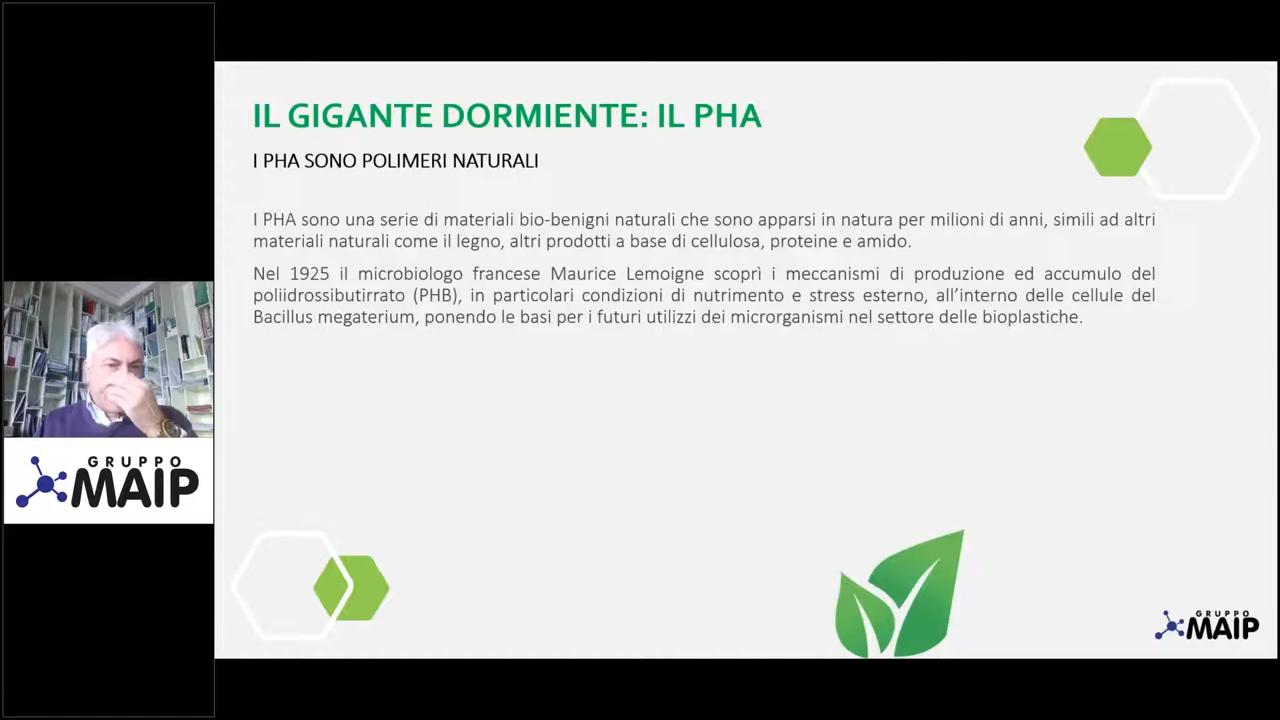 IL GIGANTE DORMIENTE: IL PHA
I PHA SONO POLIMERI NATURALI
I PHA sono una serie di materiali bio-benigni naturali che sono apparsi in natura per milioni di anni, simili ad altri
materiali naturali come il legno, altri prodotti a base di cellulosa, proteine e amido.
Nel 1925 il microbiologo francese Maurice Lemoigne scoprì i meccanismi di produzione ed accumulo del
poliidrossibutirrato (PHB), in particolari condizioni di nutrimento e stress esterno, all'interno delle cellule del
Bacillus megaterium, ponendo le basi per i futuri utilizzi dei microrganismi nel settore delle bioplastiche.
GRUPPO
MAIP
GRUPPO
MAIP